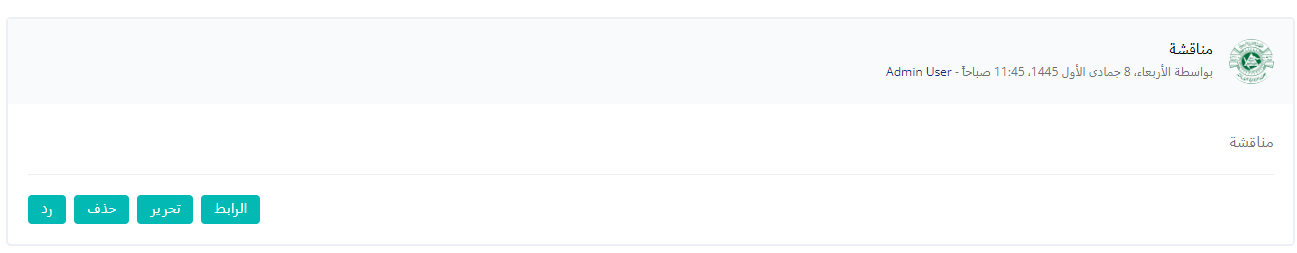 مناقشة
بواسطة الأربعاء، 8 جمادى الأول 1445، 11:45 صباحاً - Admin User
مناقشة
الرابط تحرير حذف رد